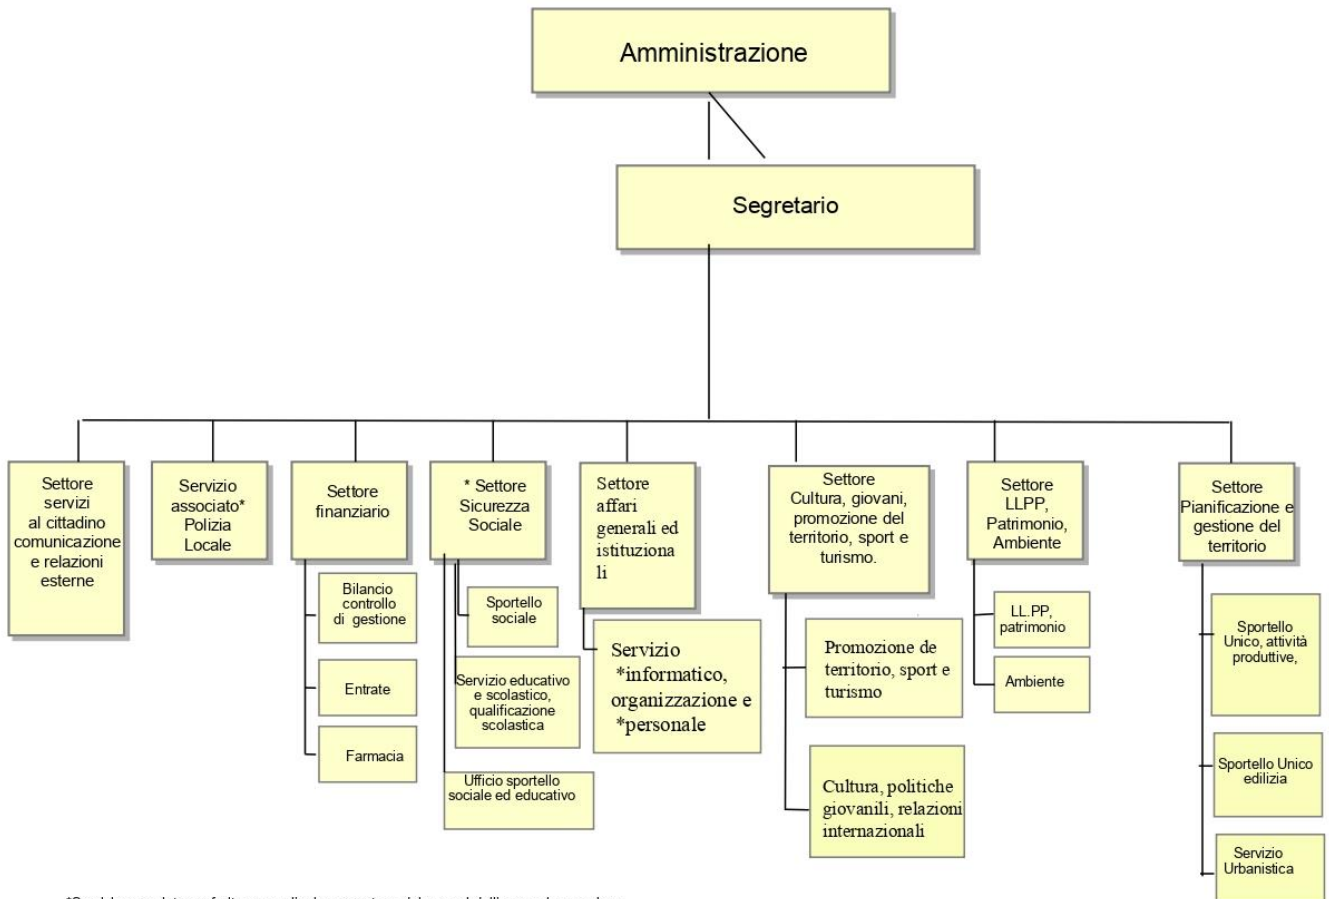 Amministrazione
Segretario
Settore
servizi
al cittadino
comunicazione
e relazioni
esterne
Servizio
associato*
Polizia
Locale
Settore
finanziario
Bilancio
controllo
di gestione
Entrate
Farmacia
* Settore
Sicurezza
Sociale
Sportello
sociale
Servizio educativo
e scolastico,
qualificazione
scolastica
Ufficio sportello
sociale ed educativo
Settore
affari
generali ed
istituziona
li
Servizio
*informatico,
organizzazione e
*personale
Settore
Cultura, giovani,
promozione del
territorio, sport e
turismo.
Promozione de
territorio, sport e
turismo
Cultura, politiche
giovanili, relazioni
internazionali
Settore
LLPP,
Patrimonio,
Ambiente
LL.PP,
patrimonio
Ambiente
Settore
Pianificazione e
gestione del
territorio
Sportello
Unico, attività
produttive,
Sportello Unico
edilizia
Servizio
Urbanistica